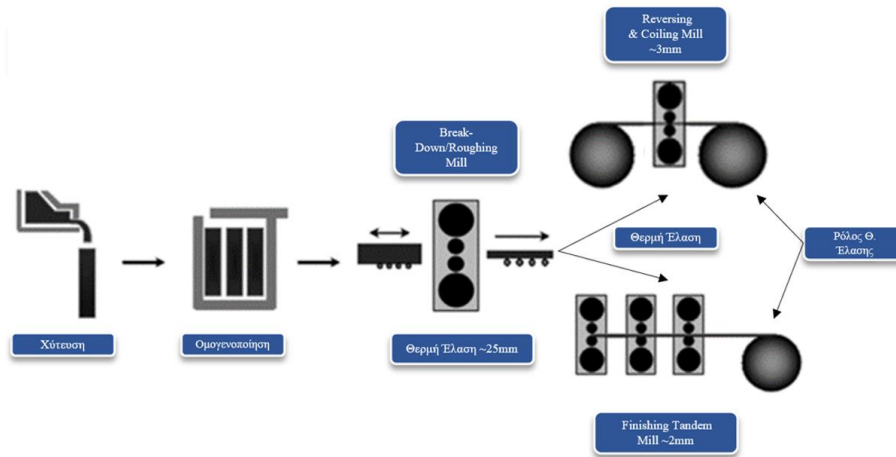 Reversing
& Coiling Mill
~3mm
Break-
Down/Roughing
Mill
Θερμή Έλαση
Ρόλος Θ.
Έλασης
Χύτευση
Ομογενοποίηση
Θερμή Έλαση ~25mm
Finishing Tandem
Mill ~2mm